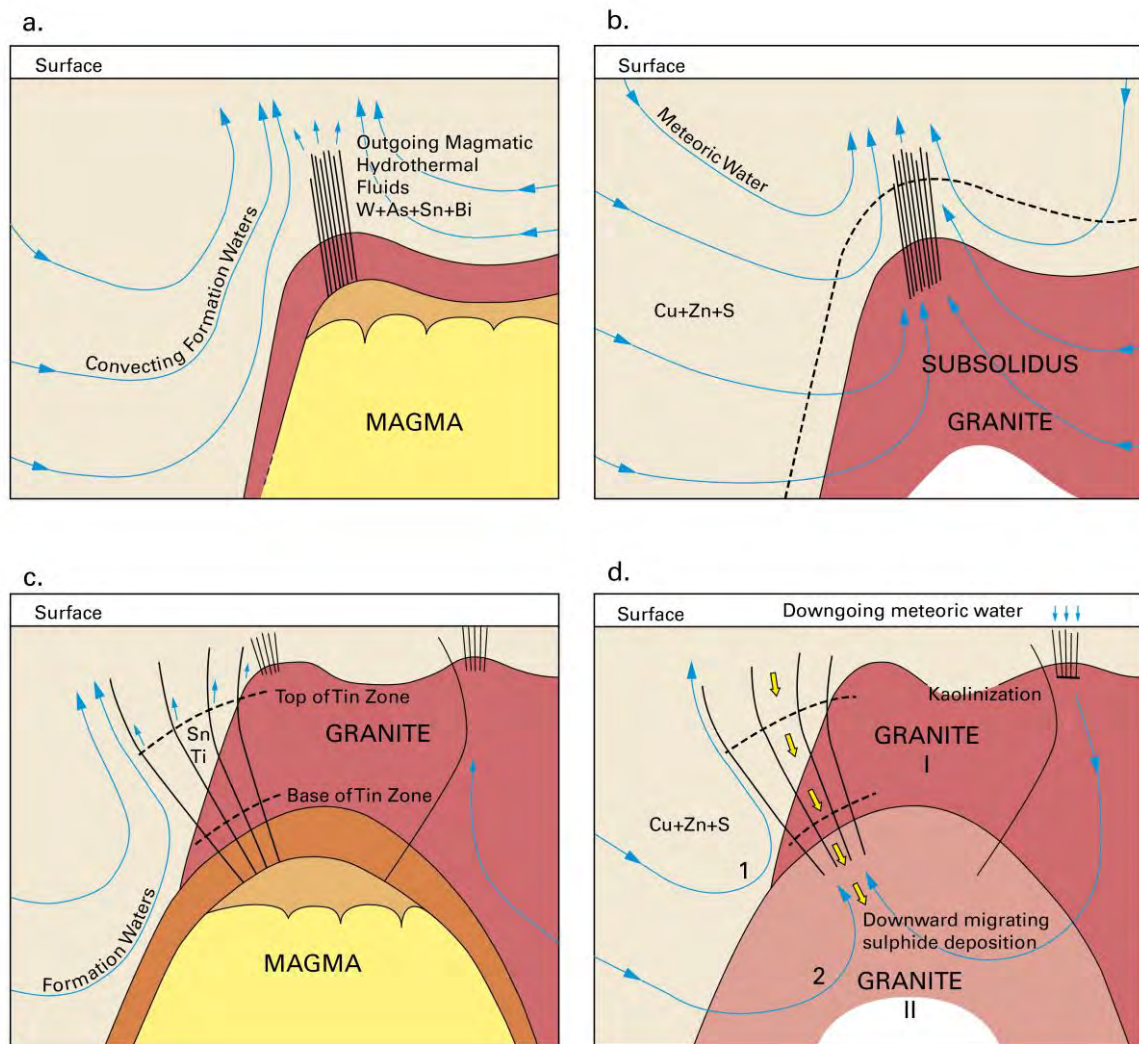 a.
Surface
Outgoing Magmatic
Hydrothermal
Fluids
W+As+Sn+Bi
Convecting Formation Waters
MAGMA
b.
Surface
Meteoric Water
Cu+Zn+S
SUBSOLIDUS
GRANITE
c.
Surface
Top of Tin Zone
Sn
Ti
GRANITE
Base of Tin Zone
Formation Waters
MAGMA
d.
Surface
Downgoing meteoric water
Kaolinization
GRANITE
I
Cu+Zn+S
1
Downward migrating
sulphide deposition
2
GRANITE
II